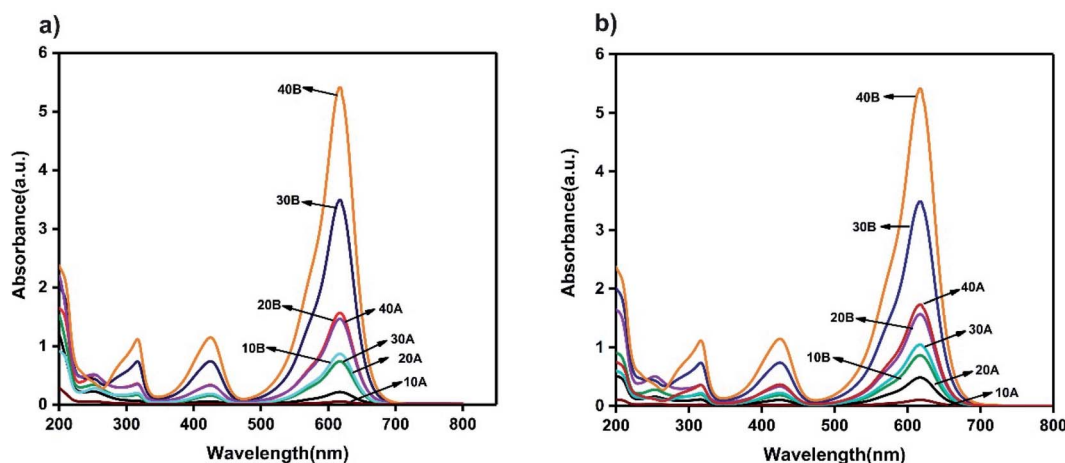 a)
6
5
4
3
2
1
0
Absorbance(a.u.)
200
300
400
500
600
700
800
Wavelength(nm)
40B
30B
20B
40A
10B
30A
20A
10A
b)
6
5
4
3
2
1
0
Absorbance(a.u.)
200
300
400
500
600
700
800
Wavelength(nm)
40B
30B
40A
20B
30A
10B
20A
10A